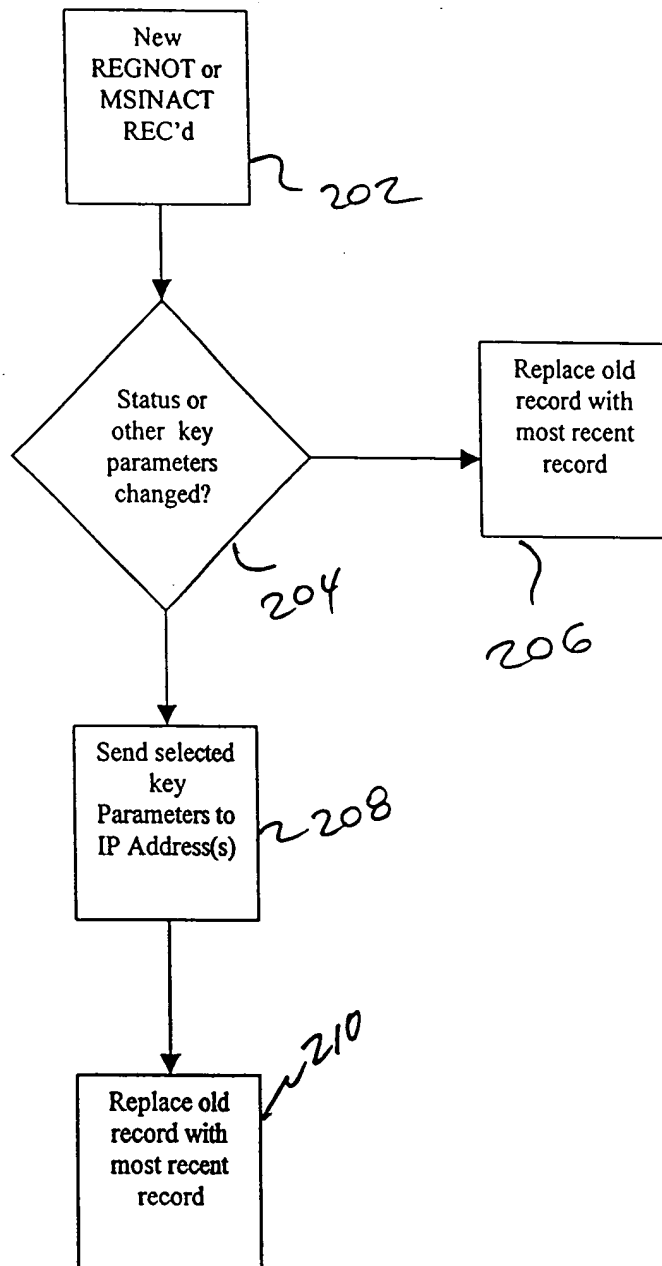 New
REGNOT or
MSINACT
REC'd
202
Status or
other key
parameters
changed?
204
Replace old
record with
most recent
record
206
Send selected
key
Parameters to
IP Address(s)
208
210
Replace old
record with
most recent
record